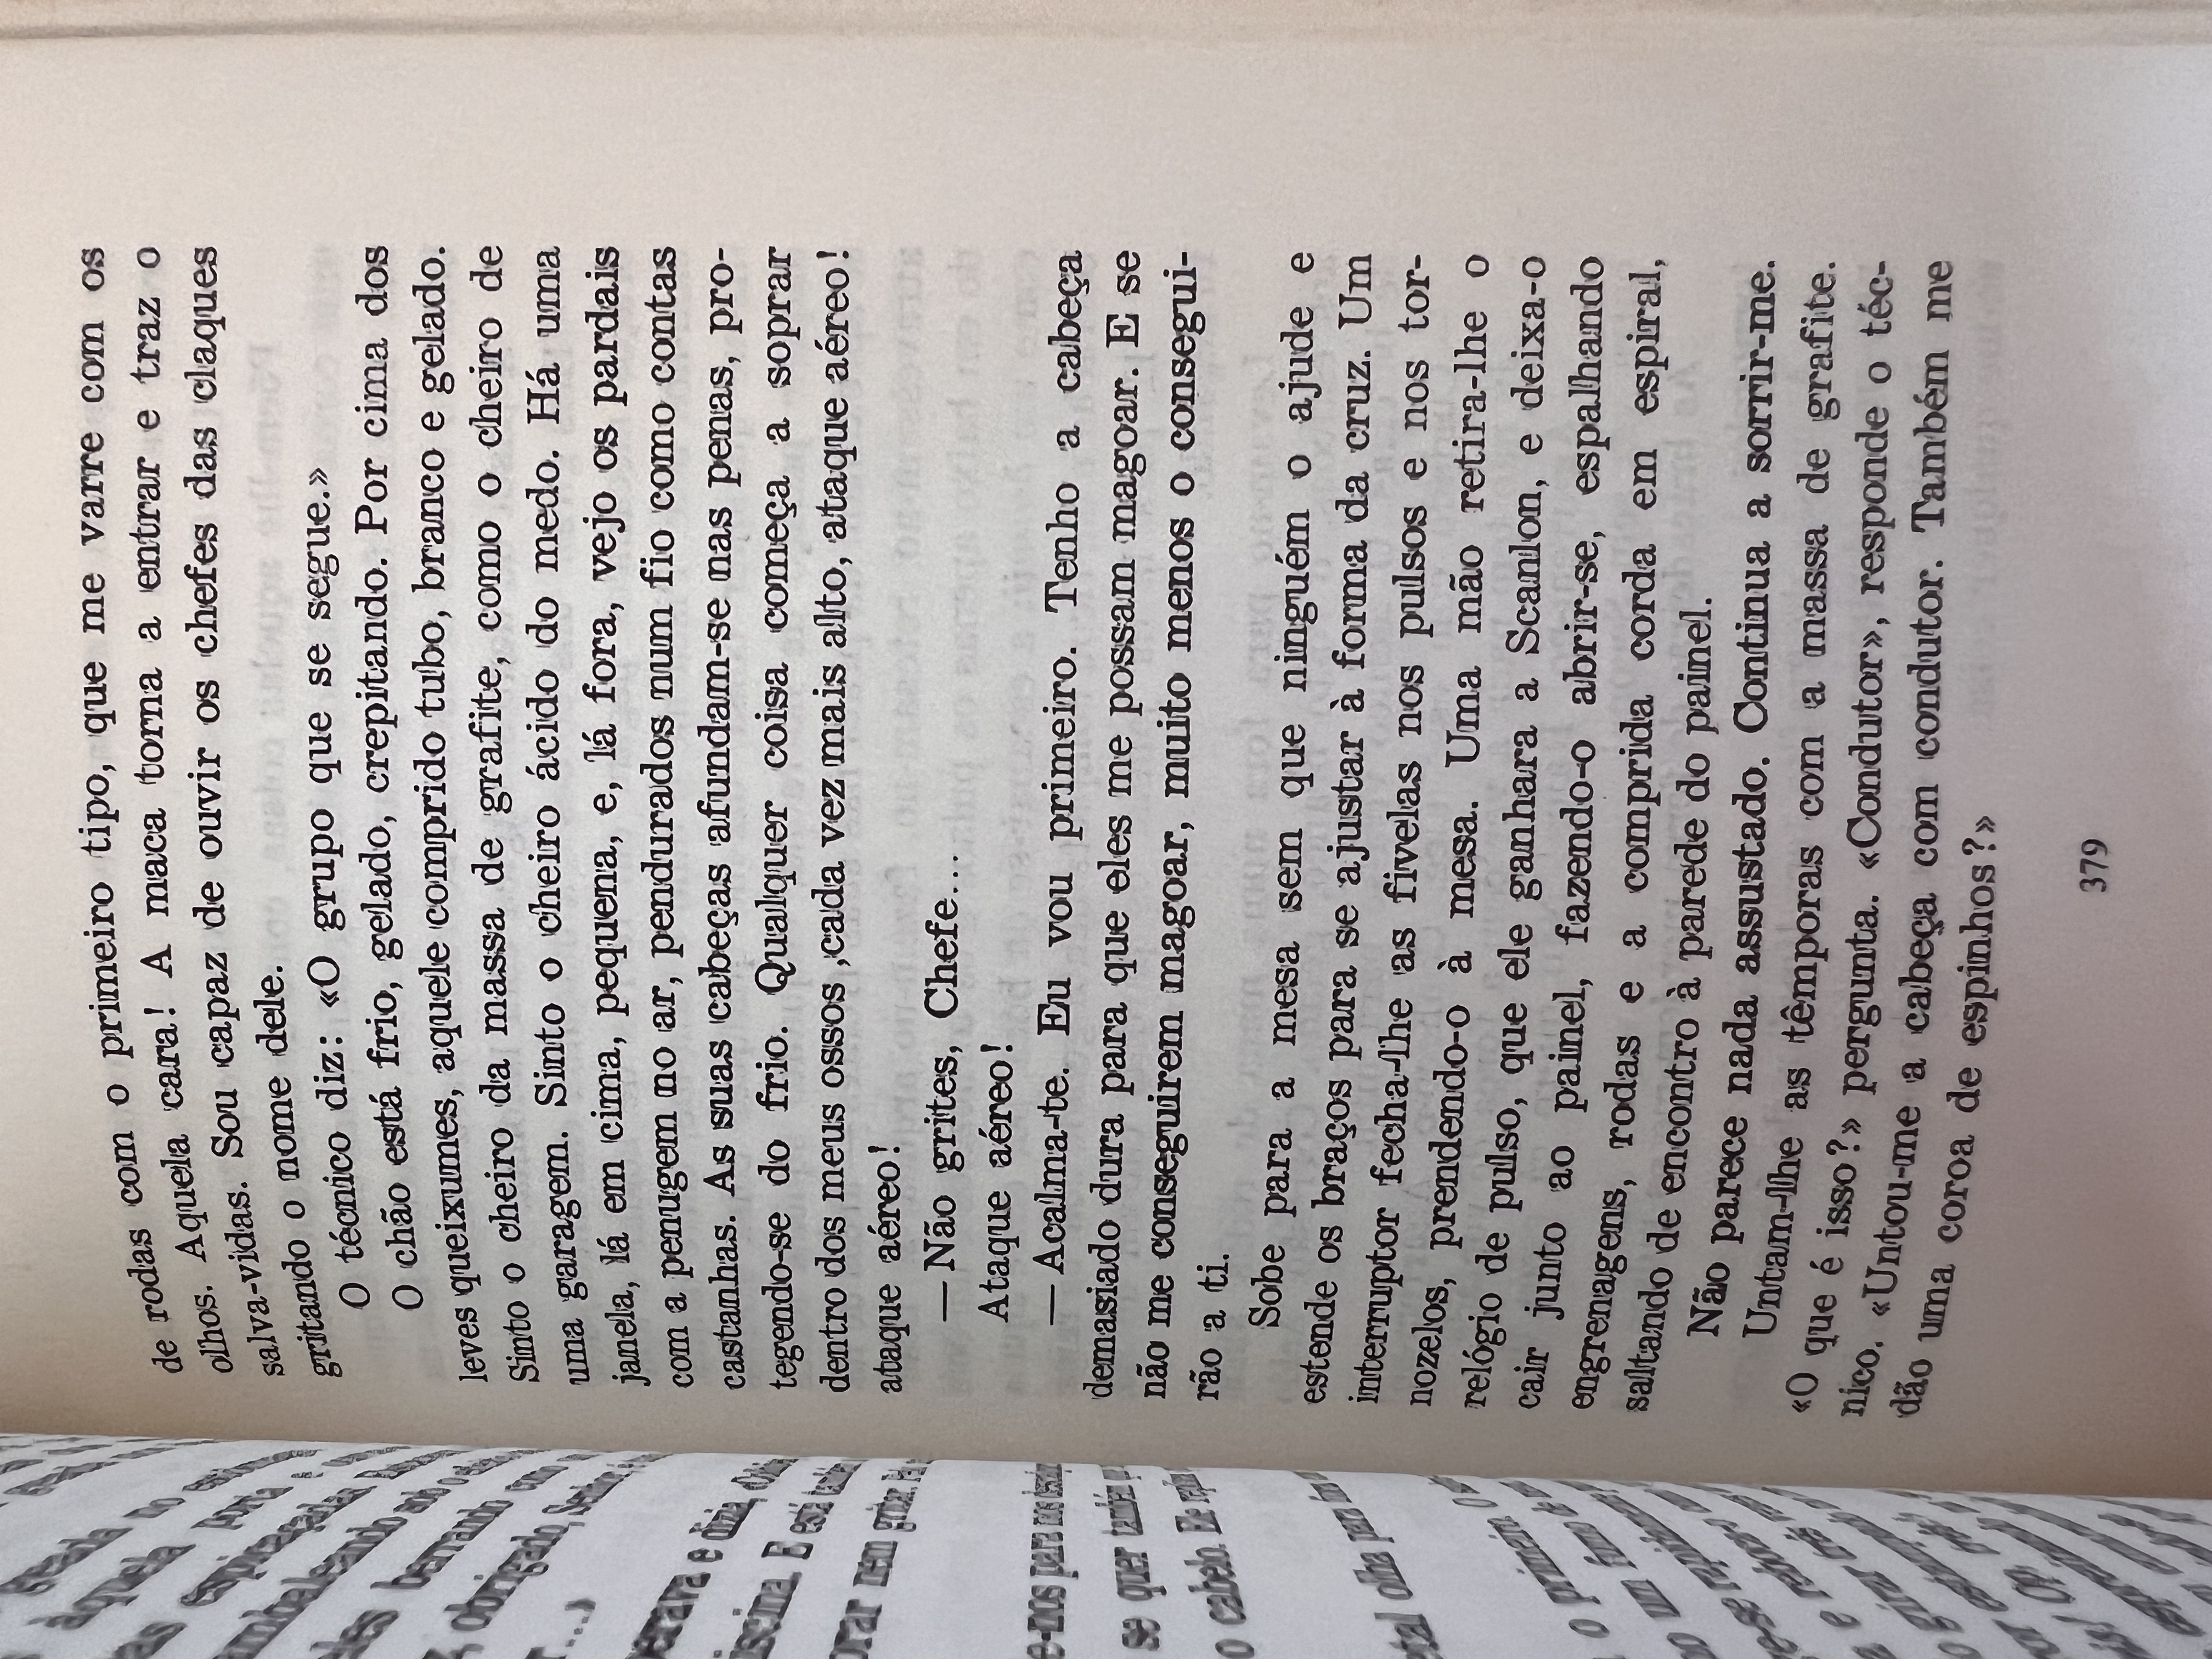 de rodas com o primeiro tipo, que me varre com os
olhos. Aquela cara! A maca torna a entrar e traz o
salva-vidas. Sou capaz de ouvir os chefes das claques
gritando o nome dele.
O técnico diz: «O grupo que se segue.»
O chão está frio, gelado, crepitando. Por cima dos
leves queixumes, aquele comprido tubo, branco e gelado.
Sinto o cheiro da massa de grafite, como o cheiro de
uma garagem. Sinto o cheiro ácido do medo. Há uma
janela, lá em cima, pequena, e, lá fora, vejo os pardais
com a penugem no ar, pendurados num fio como contas
castanhas. As suas cabeças afundam-se nas penas, pro-
tegendo-se do frio. Qualquer coisa começa a soprar
dentro dos meus ossos ,cada vez mais alto, ataque aéreo!
ataque aéreo!
— Não grites, Chefe...
Ataque aéreo!
— Acalma-te. Eu vou primeiro. Tenho a cabeça
demasiado dura para que eles me possam magoar. E se
não me conseguirem magoar, muito menos o consegui-
rão a ti.
Sobe para a mesa sem que ninguém o ajude e
estende os braços para se ajustar à forma da cruz. Um
interruptor fecha-lhe as fivelas nos pulsos e nos tor-
nozelos, prendendo-o à mesa. Uma mão retira-lhe o
relógio de pulso, que ele ganhara a Scanlon, e deixa-o
cair junto ao painel, fazendo-o abrir-se, espalhando
engrenagens, rodas e a comprida corda em espiral,
saltando de encontro à parede do painel.
Não parece nada assustado. Continua a sorrir-me.
Untam-lhe as têmporas com a massa de grafite.
«O que é isso?» pergunta. «Condutor», responde o téc-
nico. «Untou-me a cabeça com condutor. Também me
dão uma coroa de espinhos?»
379